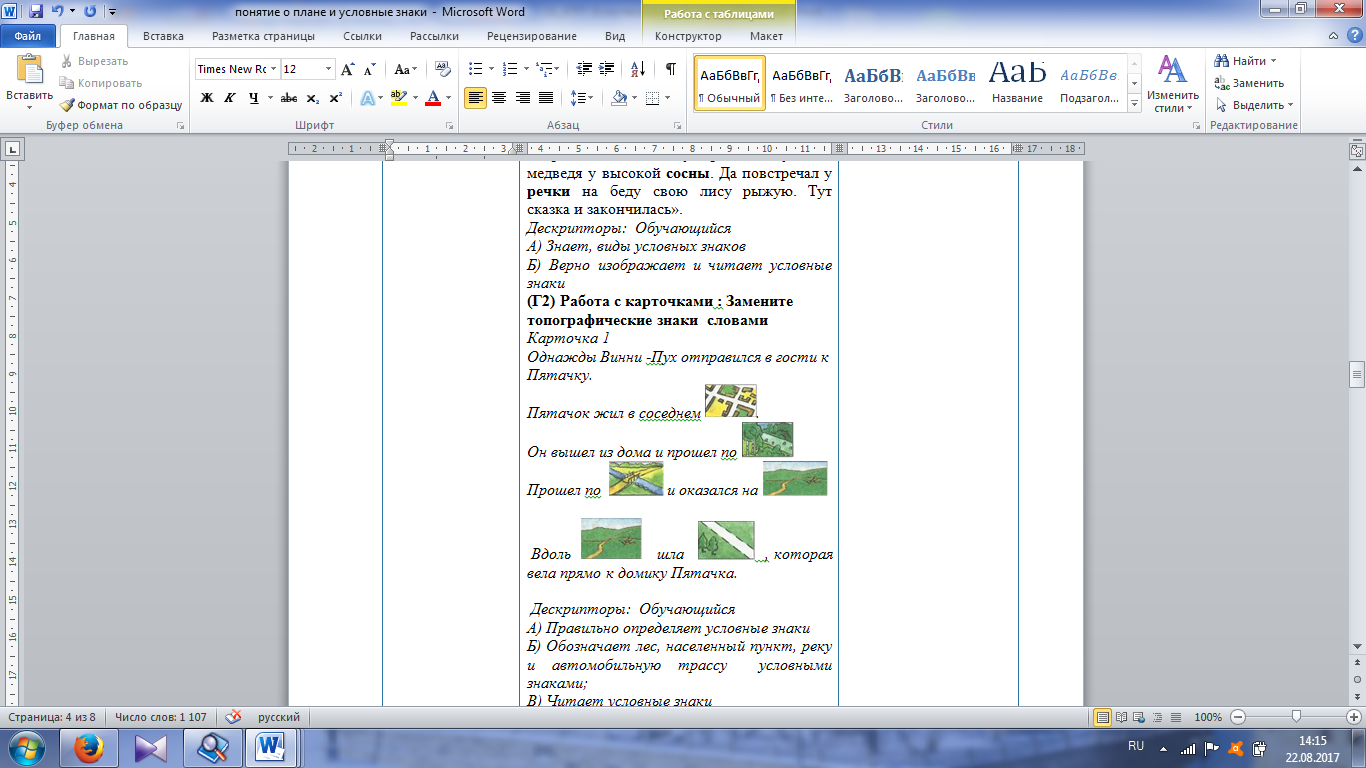 понятие о плане и условные знаки - Microsoft Word
Работа с таблицами
Файл
Главная
Вставка
Разметка страницы
Ссылки
Рассылки
Рецензирование
Вид
Конструктор
Макет
Вставить
Вырезать
Копировать
Формат по образцу
Буфер обмена
Times New Ro
12
Шрифт
Абзац
АаБбВвГг,
¶ Обычный
АаБбВвГг,
¶ Без инте...
АаБбВ
Заголово...
АаБбВв
Заголово...
АаБ
Название
АаБбВв.
Подзагол...
Стили
Изменить стили
Найти
Заменить
Выделить
Редактирование
медведя у высокой сосны. Да повстречал у
речки на беду свою лису рыжую. Тут
сказка и закончилась».
Дескрипторы: Обучающийся
А) Знает, виды условных знаков
Б) Верно изображает и читает условные
знаки
(Г2) Работа с карточками : Замените
топографические знаки словами
Карточка 1
Однажды Винни -Пух отправился в гости к
Пятачку.
Пятачок жил в соседнем .
Он вышел из дома и прошел по
Прошел по и оказался на
Вдоль шла , которая
вела прямо к домику Пятачка.
Дескрипторы: Обучающийся
А) Правильно определяет условные знаки
Б) Обозначает лес, населенный пункт, реку
и автомобильную трассу условными
знаками;
В) Читает условные знаки
Страница: 4 из 8
Число слов: 1 107
русский
100%
RU
14:15
22.08.2017